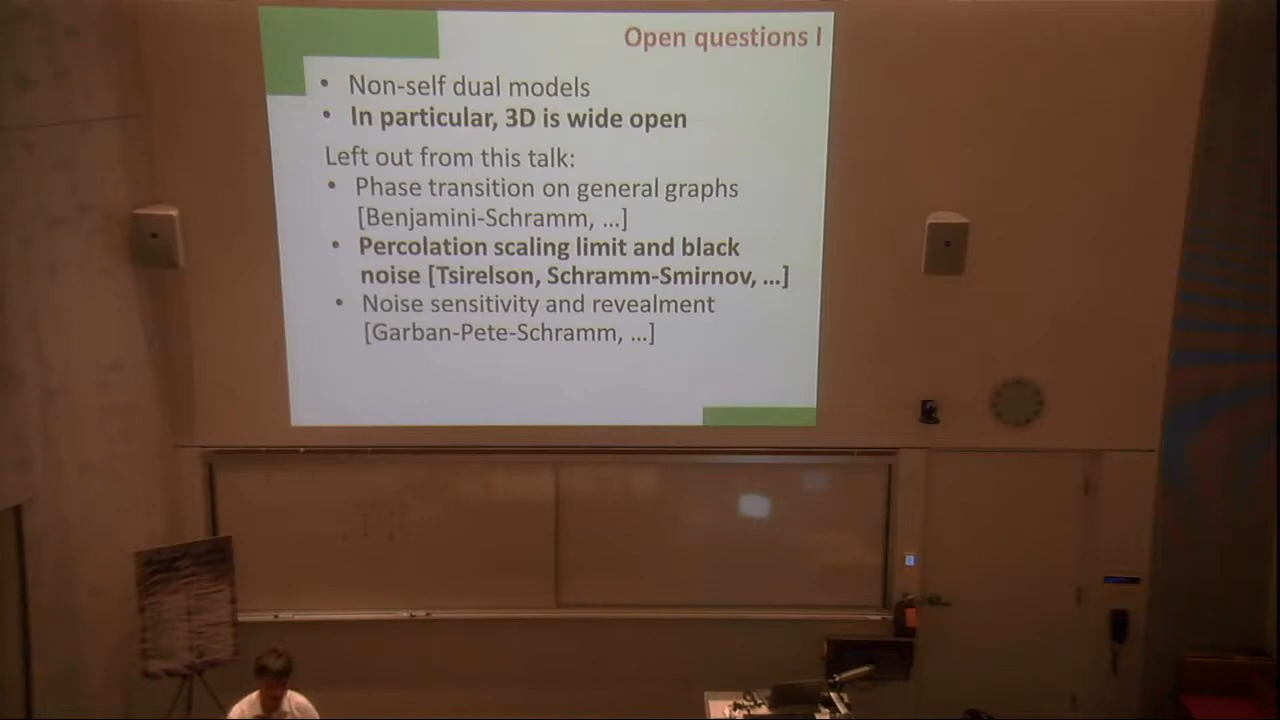 Open questions I
• Non-self dual models
• In particular, 3D is wide open
Left out from this talk:
• Phase transition on general graphs
[Benjamini-Schramm, ...]
• Percolation scaling limit and black
noise [Tsirelson, Schramm-Smirnov, ...]
• Noise sensitivity and revealment
[Garban-Pete-Schramm, ...]